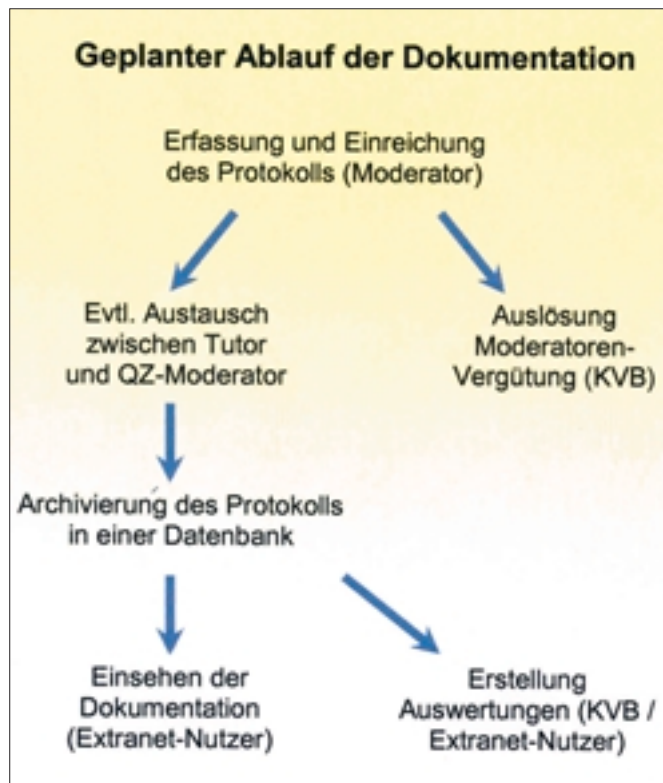 Geplanter Ablauf der Dokumentation
Erfassung und Einreichung
des Protokolls (Moderator)
Evtl. Austausch
zwischen Tutor
und QZ-Moderator
Auslösung
Moderatoren-
Vergütung (KVB)
Archivierung des Protokolls
in einer Datenbank
Einsehen der
Dokumentation
(Extranet-Nutzer)
Erstellung
Auswertungen (KVB /
Extranet-Nutzer)